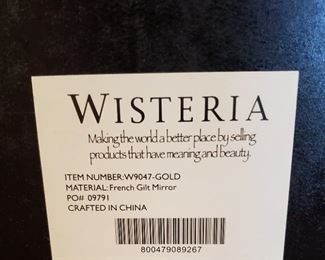 WISTERIA
Making the world a better place by selling
products that have meaning and beauty.
ITEM NUMBER:W9047-GOLD
MATERIAL:French Gilt Mirror
PO# 09791
CRAFTED IN CHINA
800479089267